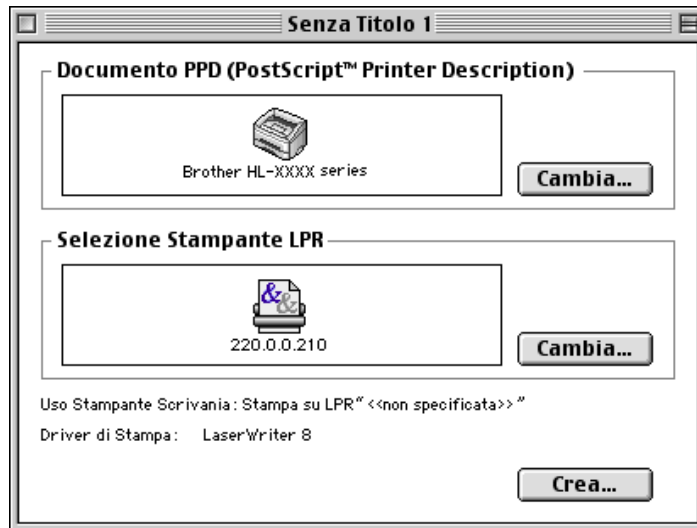 Senza Titolo 1
Documento PPD (PostScript™ Printer Description)
Brother HL-XXXX series
Cambia...
Selezione Stampante LPR
&&
220.0.0.210
Cambia...
Uso Stampante Scrivania: Stampa su LPR" <<non specificata>> "
Driver di Stampa: LaserWriter 8
Crea...